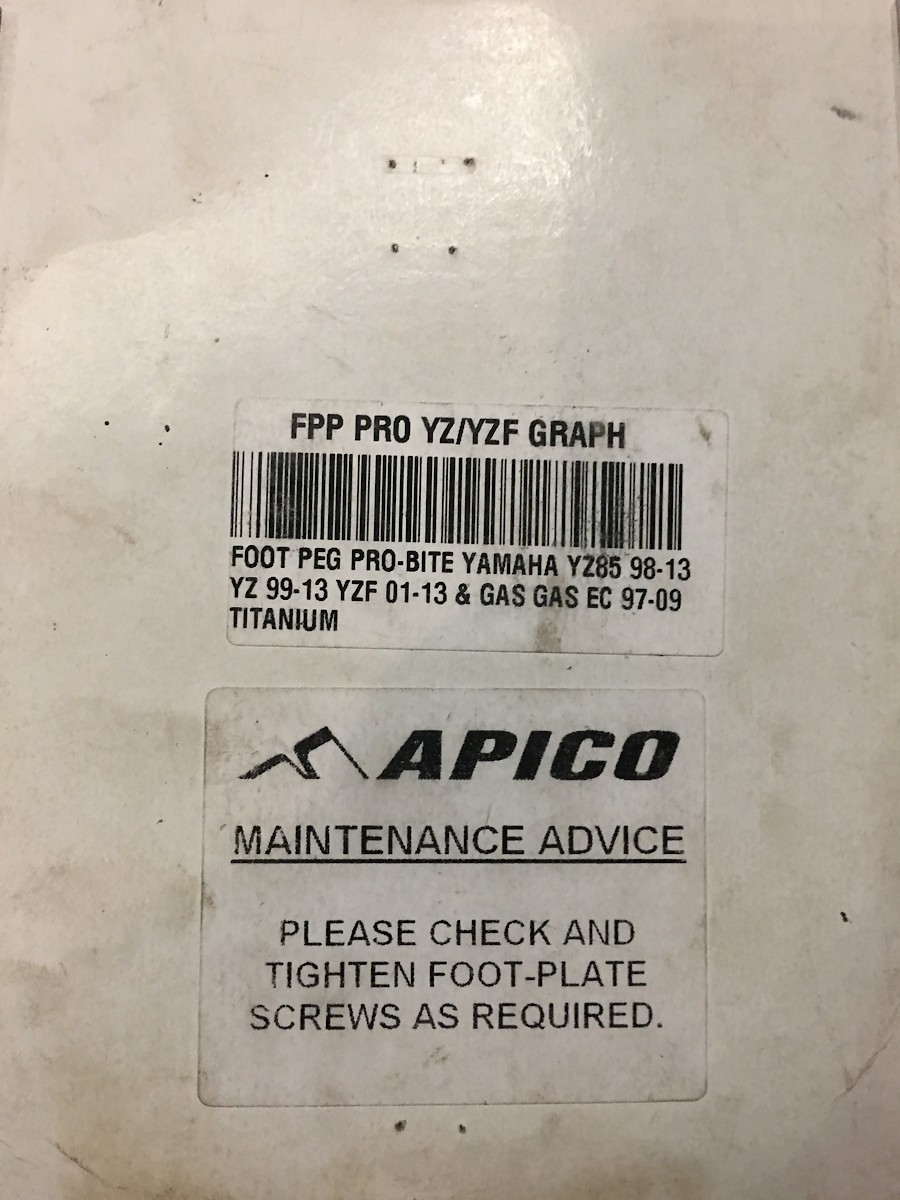 FPP PRO YZ/YZF GRAPH
FOOT PEG PRO-BITE YAMAHA YZ85 98-13
YZ 99-13 YZF 01-13 & GAS GAS EC 97-09
TITANIUM
APICO
MAINTENANCE ADVICE
PLEASE CHECK AND
TIGHTEN FOOT-PLATE
SCREWS AS REQUIRED.